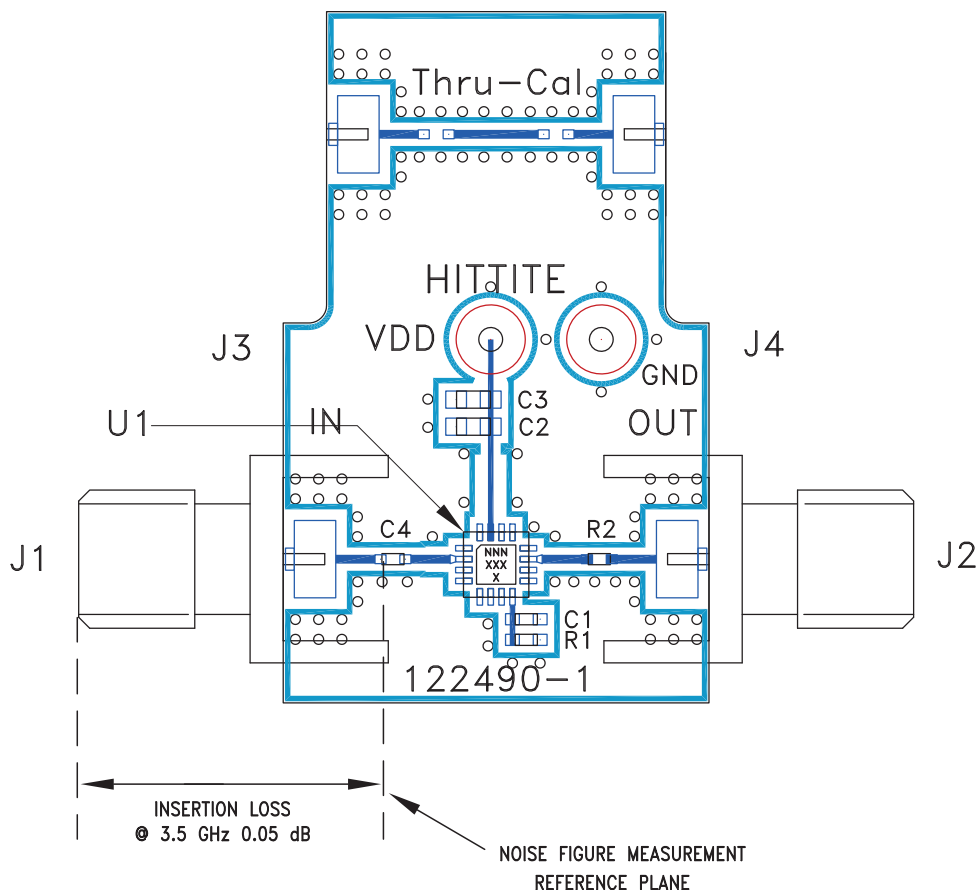 Thru-Cal
HITTITE
J3
VDD
J4
GND
C3
C2
U1
IN
OUT
C4
R2
J1
NNN
XXX
X
J2
C1
R1
122490-1
INSERTION LOSS
@ 3.5 GHz 0.05 dB
NOISE FIGURE MEASUREMENT
REFERENCE PLANE